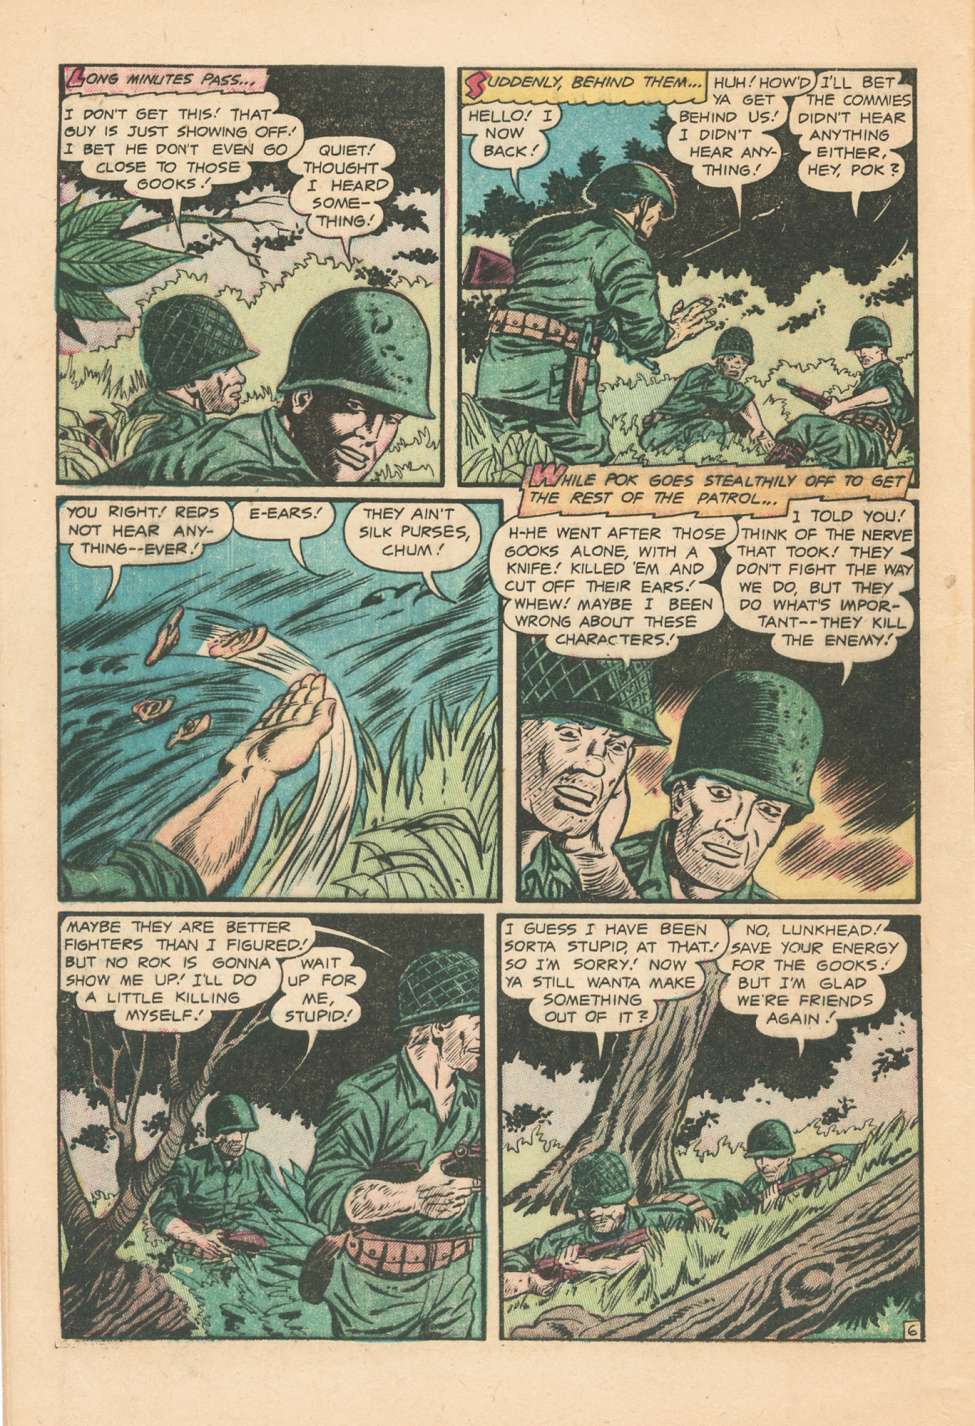 LONG MINUTES PASS...
I DON'T GET THIS! THAT
GUY IS JUST SHOWING OFF!
I BET HE DON'T EVEN GO
CLOSE TO THOSE
GOOKS!
QUIET!
THOUGHT
I HEARD
SOME-
THING!
SUDDENLY, BEHIND THEM...
HELLO! I
NOW
BACK!
HUH! HOW'D
YA GET
BEHIND US!
I DIDN'T
HEAR ANY-
THING!
I'LL BET
THE COMMIES
DIDN'T HEAR
ANYTHING
EITHER,
HEY, POK?
YOU RIGHT! REDS
NOT HEAR ANY-
THING--EVER!
E-EARS!
THEY AIN'T
SILK PURSES,
CHUM!
WHILE POK GOES STEALTHILY OFF TO GET
THE REST OF THE PATROL...
H-HE WENT AFTER THOSE
GOOKS ALONE, WITH A
KNIFE! KILLED 'EM AND
CUT OFF THEIR EARS!
WHEW! MAYBE I BEEN
WRONG ABOUT THESE
CHARACTERS!
I TOLD YOU!
THINK OF THE NERVE
THAT TOOK! THEY
DON'T FIGHT THE WAY
WE DO, BUT THEY
DO WHAT'S IMPOR-
TANT--THEY KILL
THE ENEMY!
MAYBE THEY ARE BETTER
FIGHTERS THAN I FIGURED!
BUT NO ROK IS GONNA
SHOW ME UP! I'LL DO
A LITTLE KILLING
MYSELF!
WAIT
UP FOR
ME,
STUPID!
I GUESS I HAVE BEEN
SORTA STUPID, AT THAT!
SO I'M SORRY! NOW
YA STILL WANTA MAKE
SOMETHING
OUT OF IT?
NO, LUNKHEAD!
SAVE YOUR ENERGY
FOR THE GOOKS!
BUT I'M GLAD
WE'RE FRIENDS
AGAIN!
6